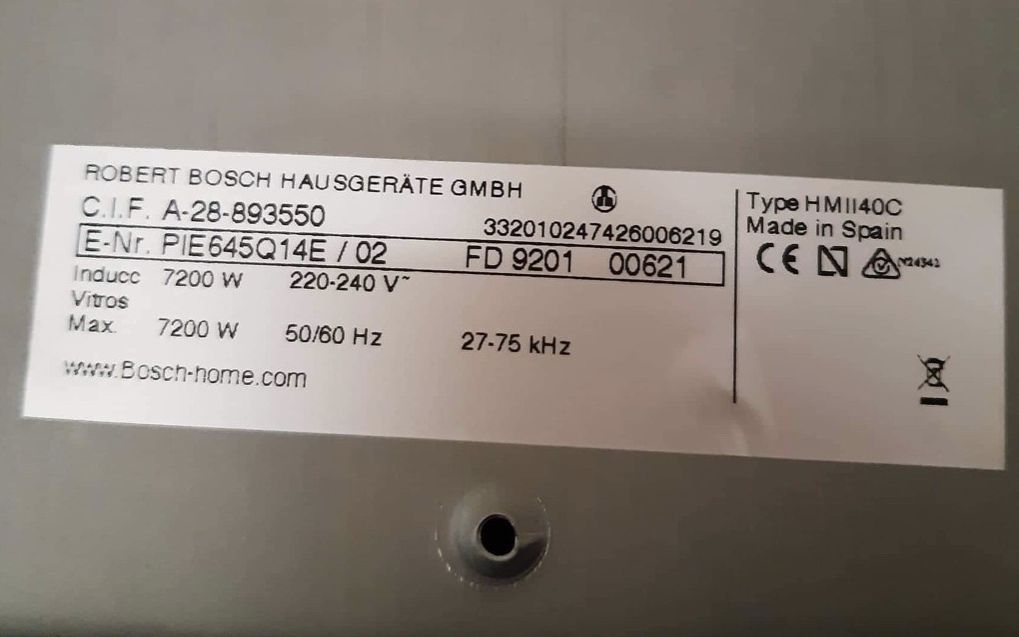 ROBERT BOSCH HAUSGERÄTE GMBH
C.I.F. A-28-893550
332010247426006219
E-Nr. PIE645Q14E / 02 FD 9201 00621
Inducc 7200 W 220-240 V~
Vitros
Max. 7200 W 50/60 Hz 27-75 kHz
www.Bosch-home.com
Type HMII40C
Made in Spain
CE N